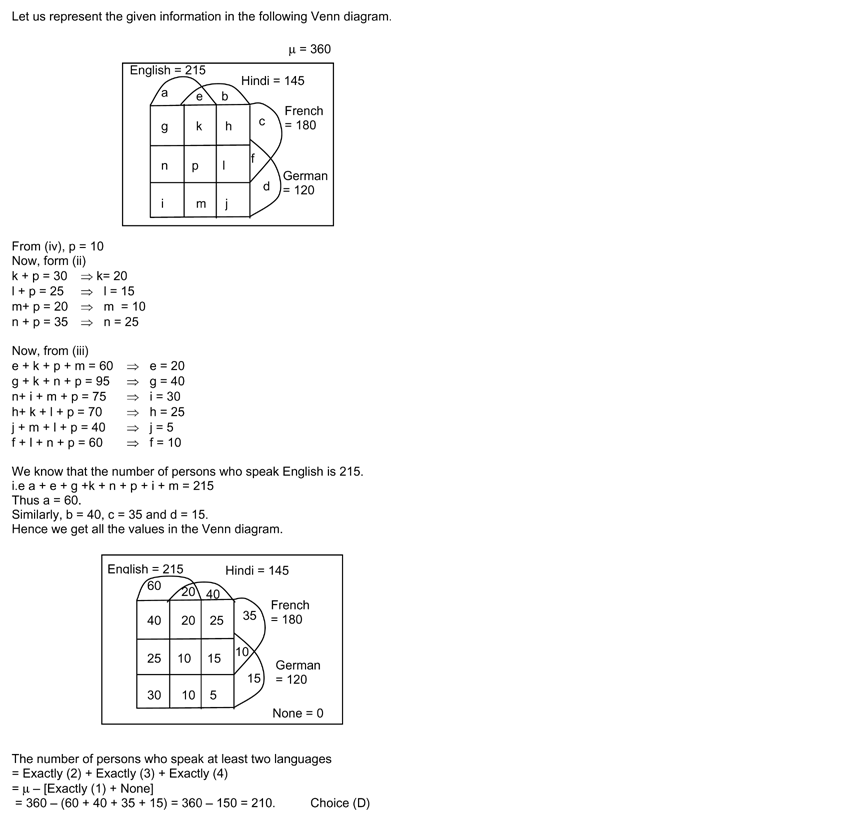 Let us represent the given information in the following Venn diagram.
μ = 360
English = 215
Hindi = 145
a
e
b
French
= 180
c
g
k
h
n
p
l
f
German
= 120
d
i
m
j
From (iv), p = 10
Now, form (ii)
k + p = 30 ⇒ k= 20
l + p = 25 ⇒ l = 15
m+ p = 20 ⇒ m = 10
n + p = 35 ⇒ n = 25
Now, from (iii)
e + k + p + m = 60 ⇒ e = 20
g + k + n + p = 95 ⇒ g = 40
n+ i + m + p = 75 ⇒ i = 30
h+ k + l + p = 70 ⇒ h = 25
j + m + l + p = 40 ⇒ j = 5
f + l + n + p = 60 ⇒ f = 10
We know that the number of persons who speak English is 215.
i.e a + e + g +k + n + p + i + m = 215
Thus a = 60.
Similarly, b = 40, c = 35 and d = 15.
Hence we get all the values in the Venn diagram.
English = 215
Hindi = 145
60
20
40
French
= 180
35
40
20
25
25
10
15
10
German
= 120
15
30
10
5
None = 0
The number of persons who speak at least two languages
= Exactly (2) + Exactly (3) + Exactly (4)
= μ – [Exactly (1) + None]
= 360 – (60 + 40 + 35 + 15) = 360 – 150 = 210. Choice (D)